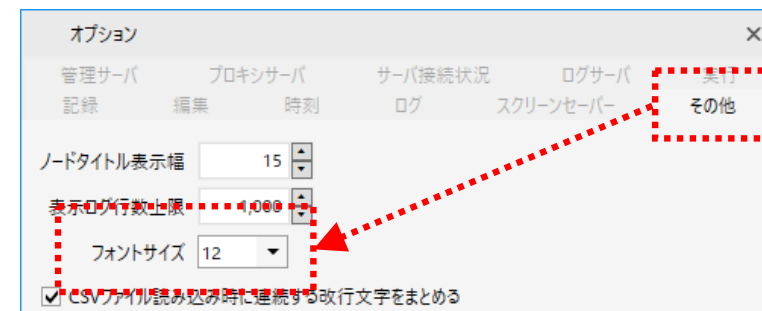 オプション
管理サーバ プロキシサーバ サーバ接続状況 ログサーバ 実行
記録 編集 時刻 ログ スクリーンセーバー その他
ノードタイトル表示幅 15
表示ログ行数上限 1,000
フォントサイズ 12
CSVファイル読み込み時に連続する改行文字をまとめる